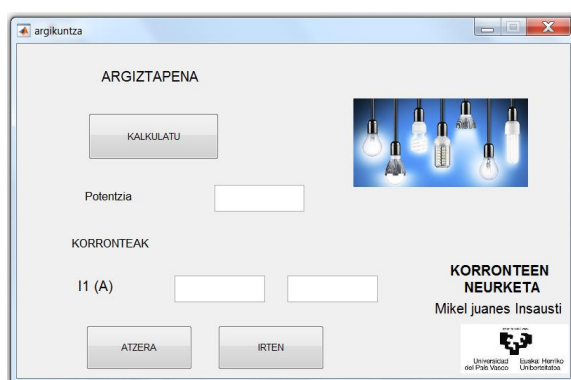 argikuntza
ARGIZTAPENA
KALKULATU
Potentzia
KORRONTEAK
I1 (A)
ATZERA
IRTEN
KORRONTEEN
NEURKETA
Mikel juanes Insausti
Universidad
del País Vasco
Euskal Herriko
Unibertsitatea